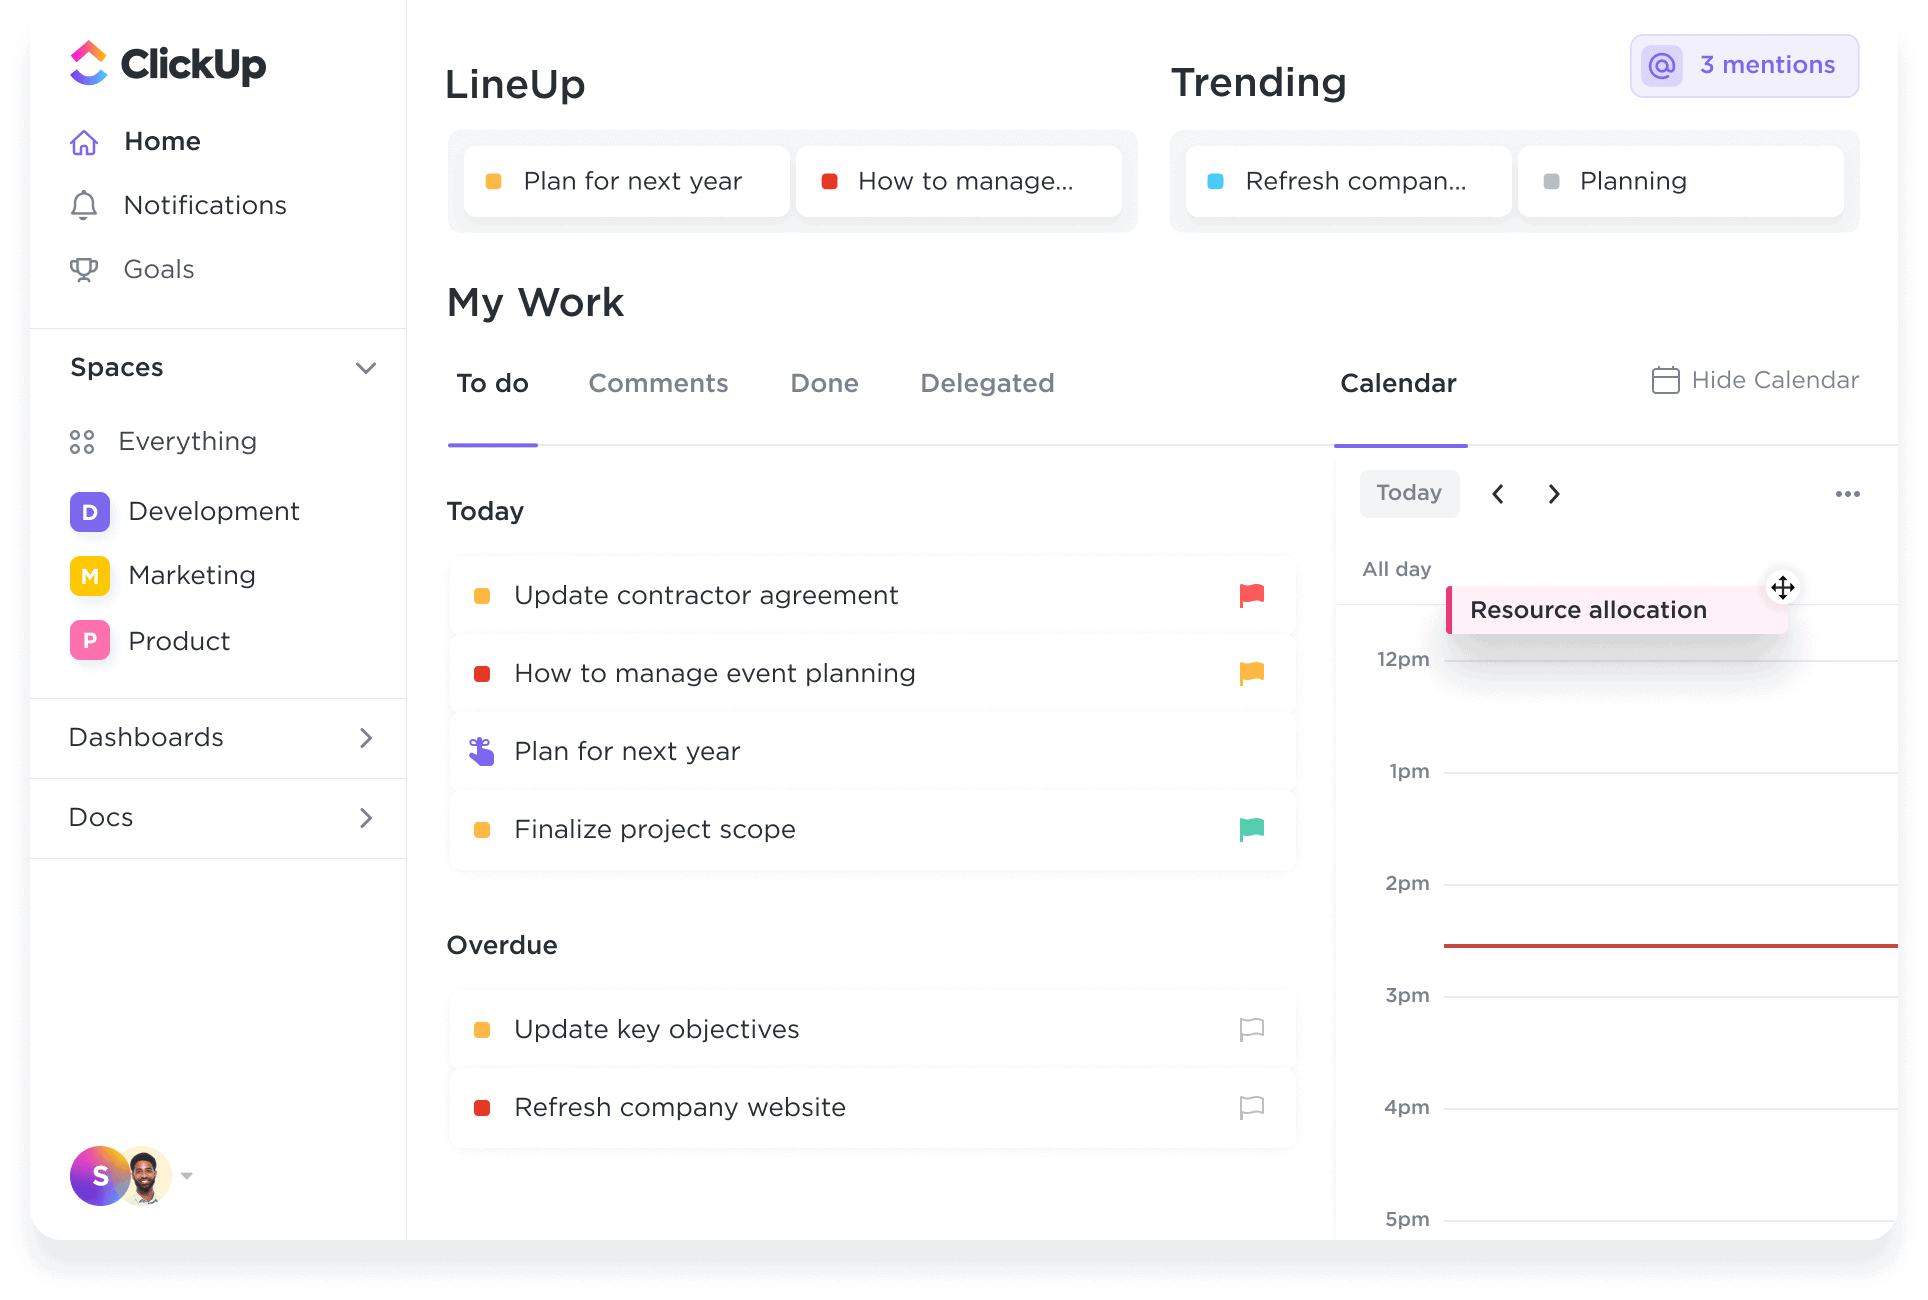 ClickUp
Home
Notifications
Goals
Spaces
Everything
D Development
M Marketing
P Product
Dashboards
Docs
S
LineUp
Plan for next year
How to manage...
Trending
@ 3 mentions
Refresh compan...
Planning
My Work
To do
Comments
Done
Delegated
Calendar
Hide Calendar
Today
Update contractor agreement
How to manage event planning
Plan for next year
Finalize project scope
Overdue
Update key objectives
Refresh company website
Today
All day
Resource allocation
12pm
1pm
2pm
3pm
4pm
5pm